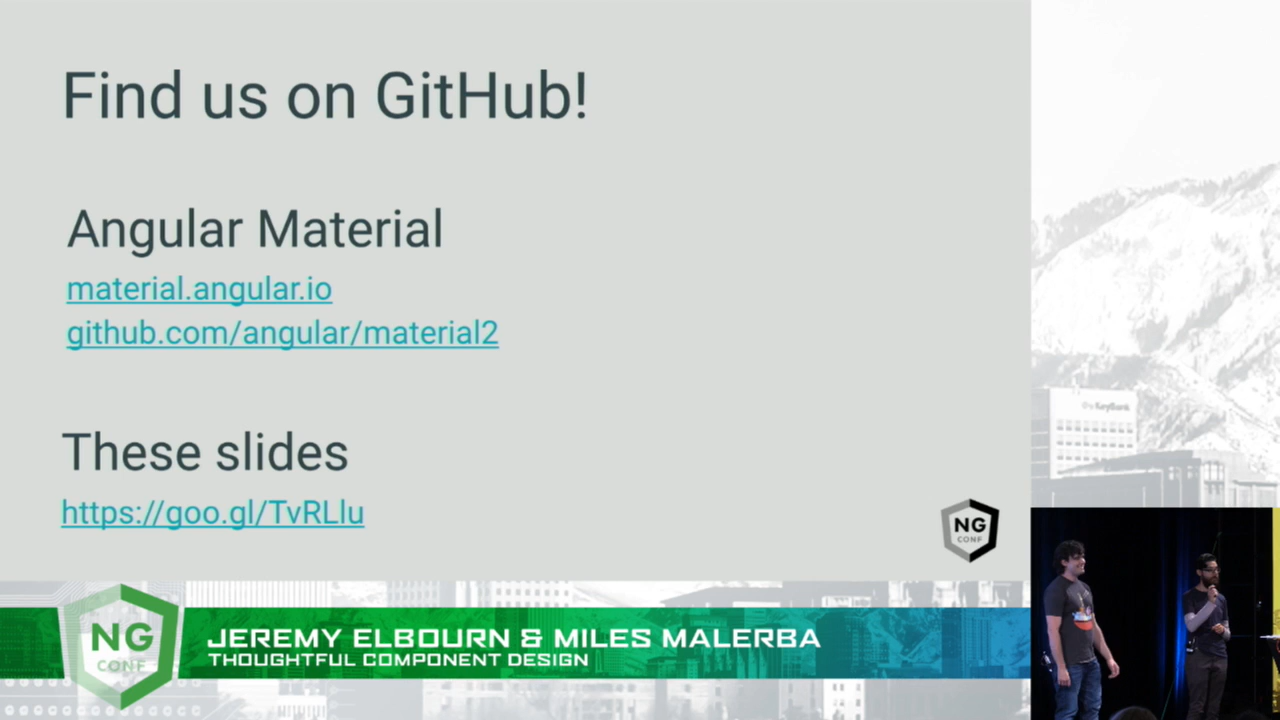 Find us on GitHub!
Angular Material
material.angular.io
github.com/angular/material2
These slides
https://goo.gl/TvRLlu
NG
CONF
KeyBank
NG
CONF
JEREMY ELBOURN & MILES MALERBA
THOUGHTFUL COMPONENT DESIGN